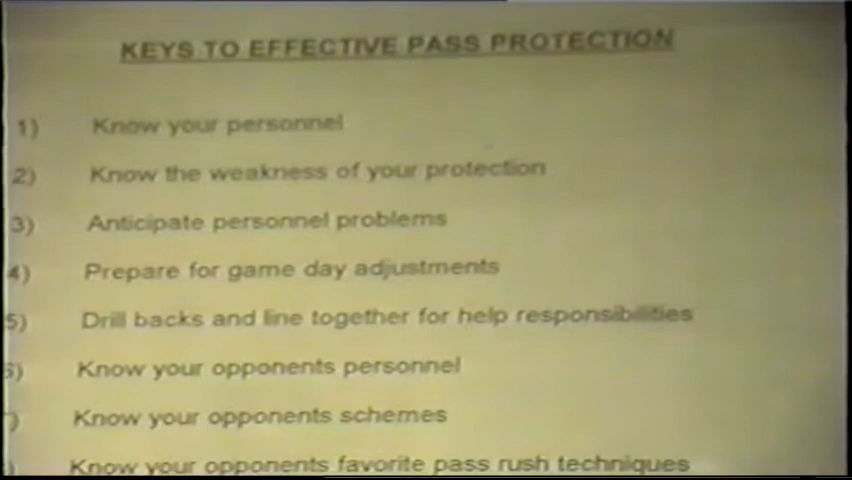 KEYS TO EFFECTIVE PASS PROTECTION
1) Know your personnel
2) Know the weakness of your protection
3) Anticipate personnel problems
4) Prepare for game day adjustments
5) Drill backs and line together for help responsibilities
6) Know your opponents personnel
) Know your opponents schemes
) Know your opponents favorite pass rush techniques